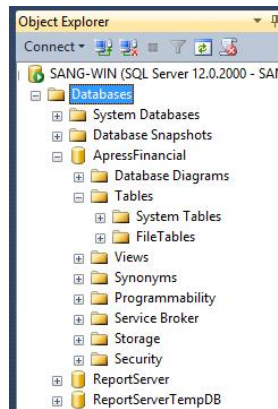 Object Explorer
Connect
SANG-WIN (SQL Server 12.0.2000 - SAN
Databases
System Databases
Database Snapshots
ApressFinancial
Database Diagrams
Tables
System Tables
FileTables
Views
Synonyms
Programmability
Service Broker
Storage
Security
ReportServer
ReportServerTempDB